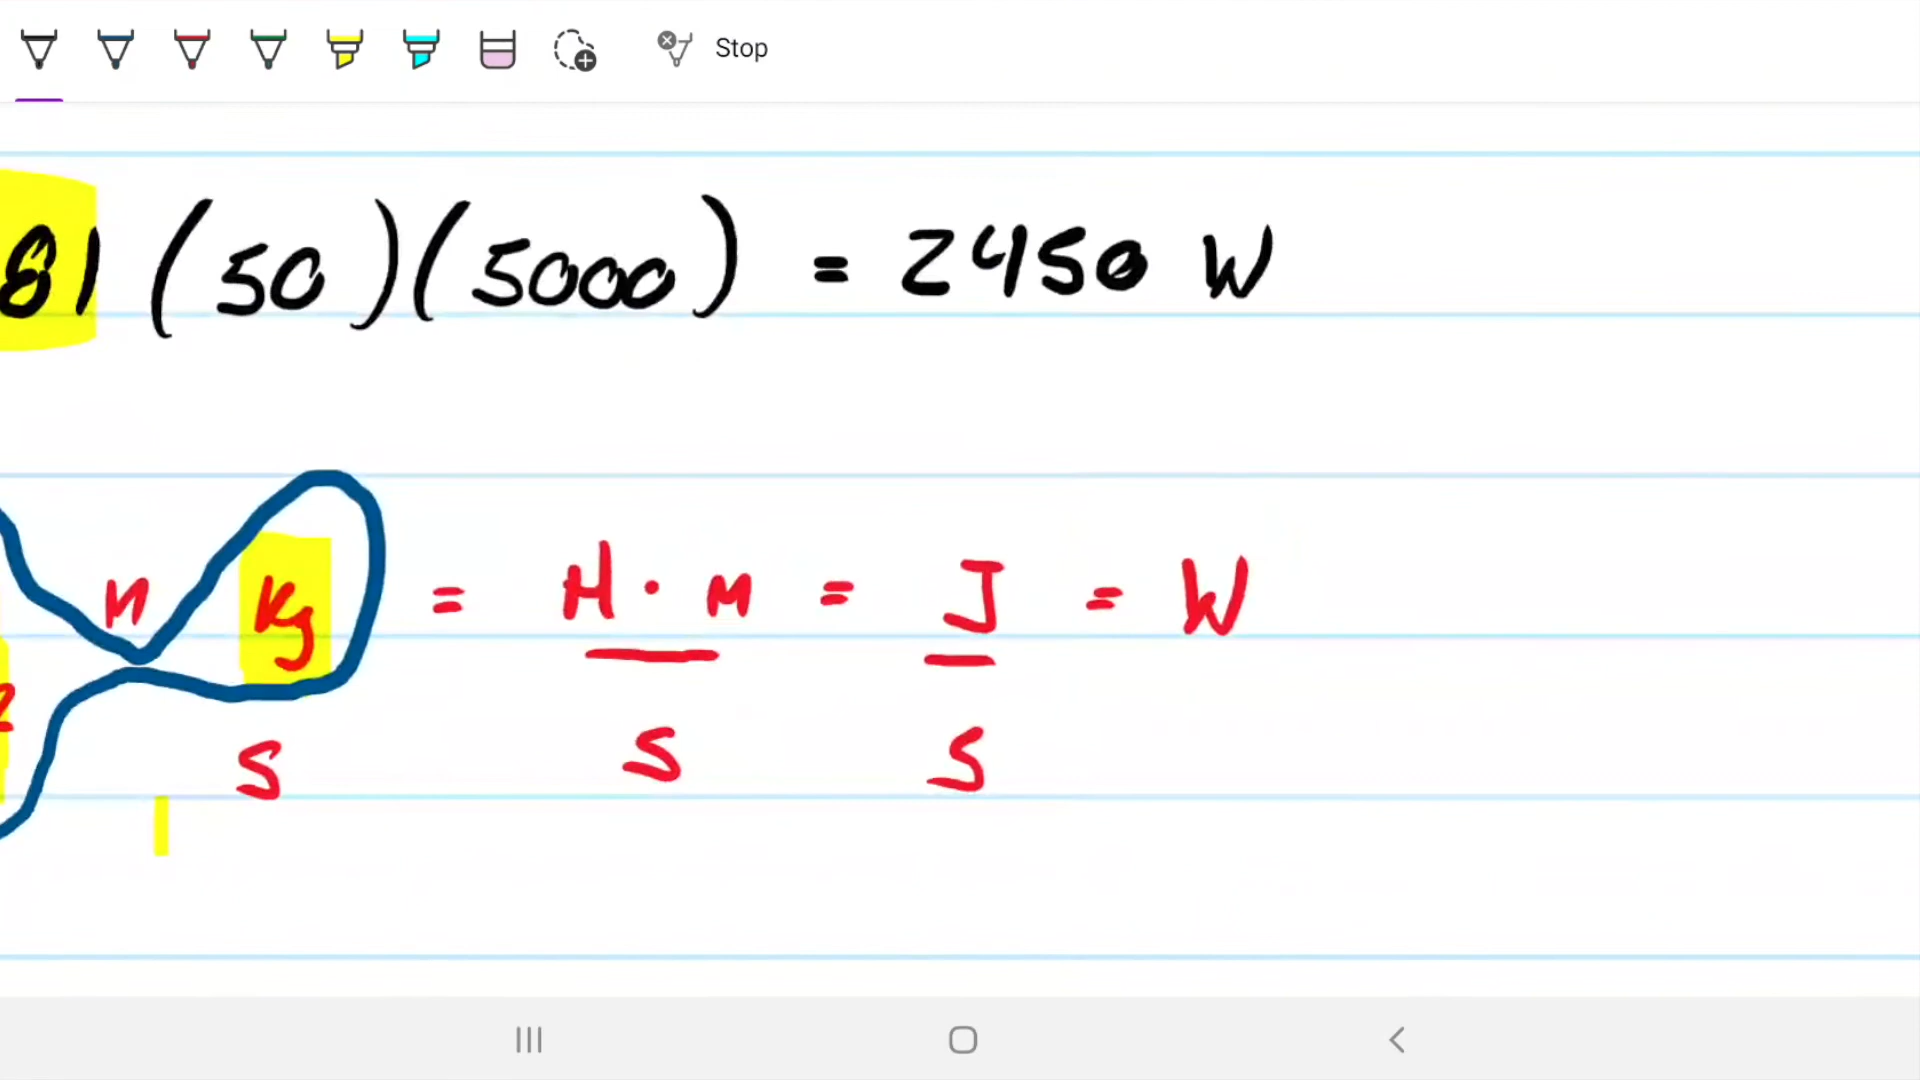 Stop
81 (50)(5000) = 2450 W
m kg = N · m = J = W
s s s